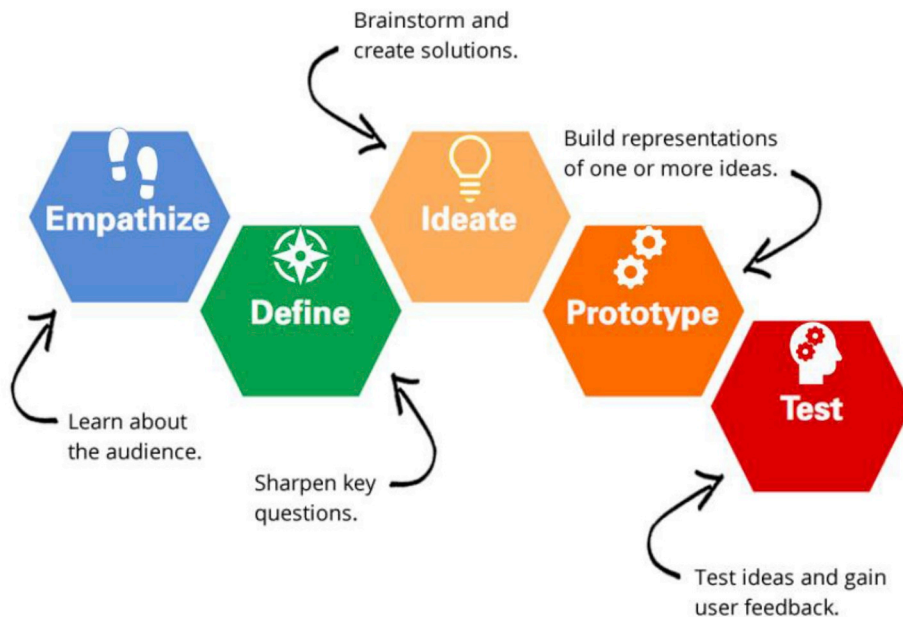 Brainstorm and
create solutions.
Build representations
of one or more ideas.
Empathize
Ideate
Define
Prototype
Test
Learn about
the audience.
Sharpen key
questions.
Test ideas and gain
user feedback.